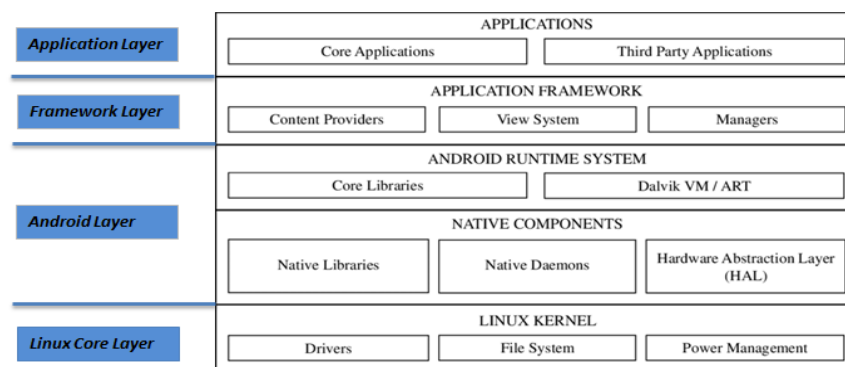 Application Layer
APPLICATIONS
Core Applications
Third Party Applications
Framework Layer
APPLICATION FRAMEWORK
Content Providers
View System
Managers
Android Layer
ANDROID RUNTIME SYSTEM
Core Libraries
Dalvik VM / ART
NATIVE COMPONENTS
Native Libraries
Native Daemons
Hardware Abstraction Layer
(HAL)
Linux Core Layer
LINUX KERNEL
Drivers
File System
Power Management